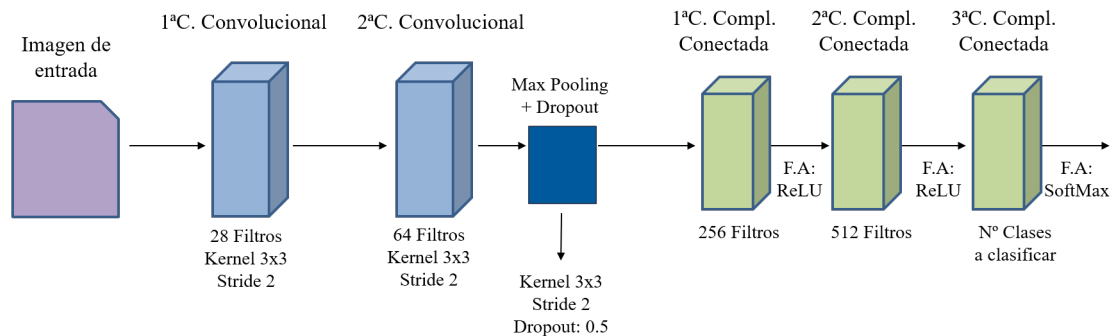 Imagen de
entrada
1ªC. Convolucional
28 Filtros
Kernel 3x3
Stride 2
2ªC. Convolucional
64 Filtros
Kernel 3x3
Stride 2
Max Pooling
+ Dropout
Kernel 3x3
Stride 2
Dropout: 0.5
1ªC. Compl.
Conectada
256 Filtros
F.A:
ReLU
2ªC. Compl.
Conectada
512 Filtros
F.A:
ReLU
3ªC. Compl.
Conectada
Nº Clases
a clasificar
F.A:
SoftMax